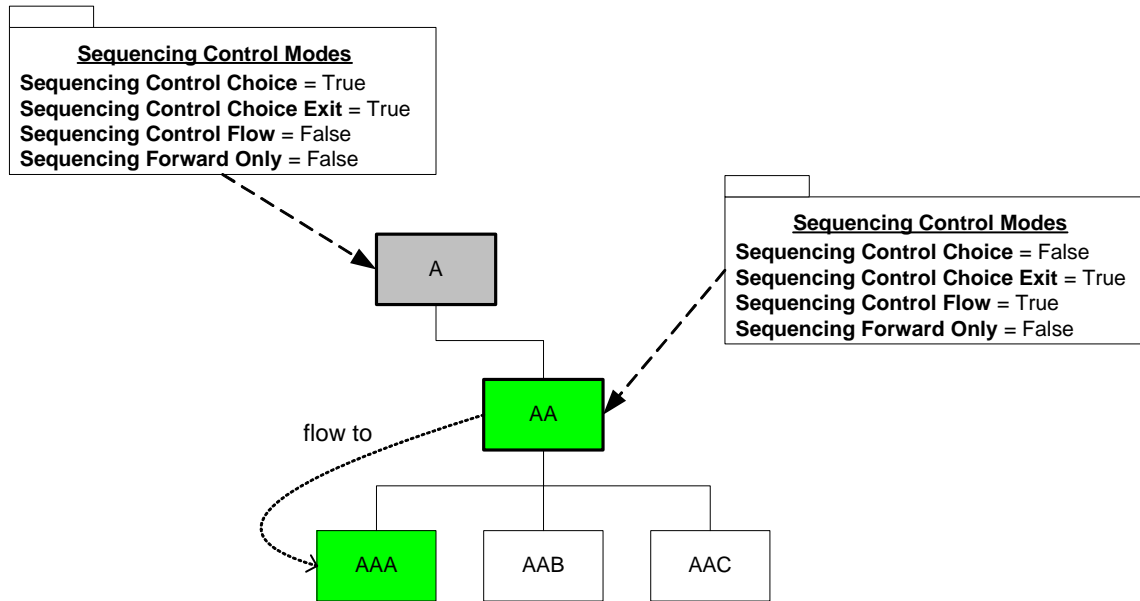 Sequencing Control Modes
Sequencing Control Choice = True
Sequencing Control Choice Exit = True
Sequencing Control Flow = False
Sequencing Forward Only = False
Sequencing Control Modes
Sequencing Control Choice = False
Sequencing Control Choice Exit = True
Sequencing Control Flow = True
Sequencing Forward Only = False
A
AA
flow to
AAA
AAB
AAC